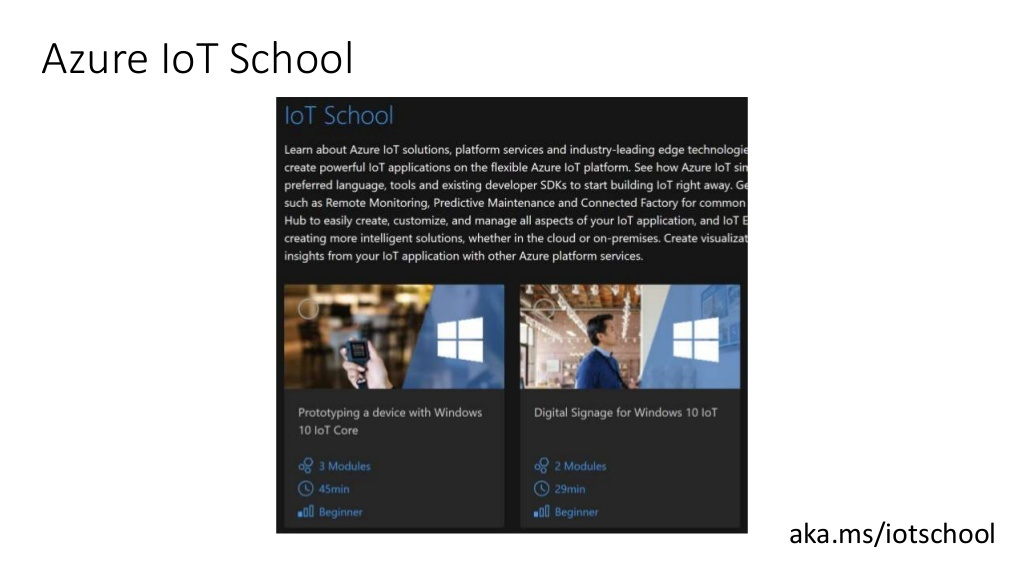 Azure IoT School
IoT School
Learn about Azure IoT solutions, platform services and industry-leading edge technologie
create powerful IoT applications on the flexible Azure IoT platform. See how Azure IoT sim
preferred language, tools and existing developer SDKs to start building IoT right away. Ge
such as Remote Monitoring, Predictive Maintenance and Connected Factory for common
Hub to easily create, customize, and manage all aspects of your IoT application, and IoT E
creating more intelligent solutions, whether in the cloud or on-premises. Create visualizat
insights from your IoT application with other Azure platform services.
Prototyping a device with Windows
10 IoT Core
3 Modules
45min
Beginner
Digital Signage for Windows 10 IoT
2 Modules
29min
Beginner
aka.ms/iotschool